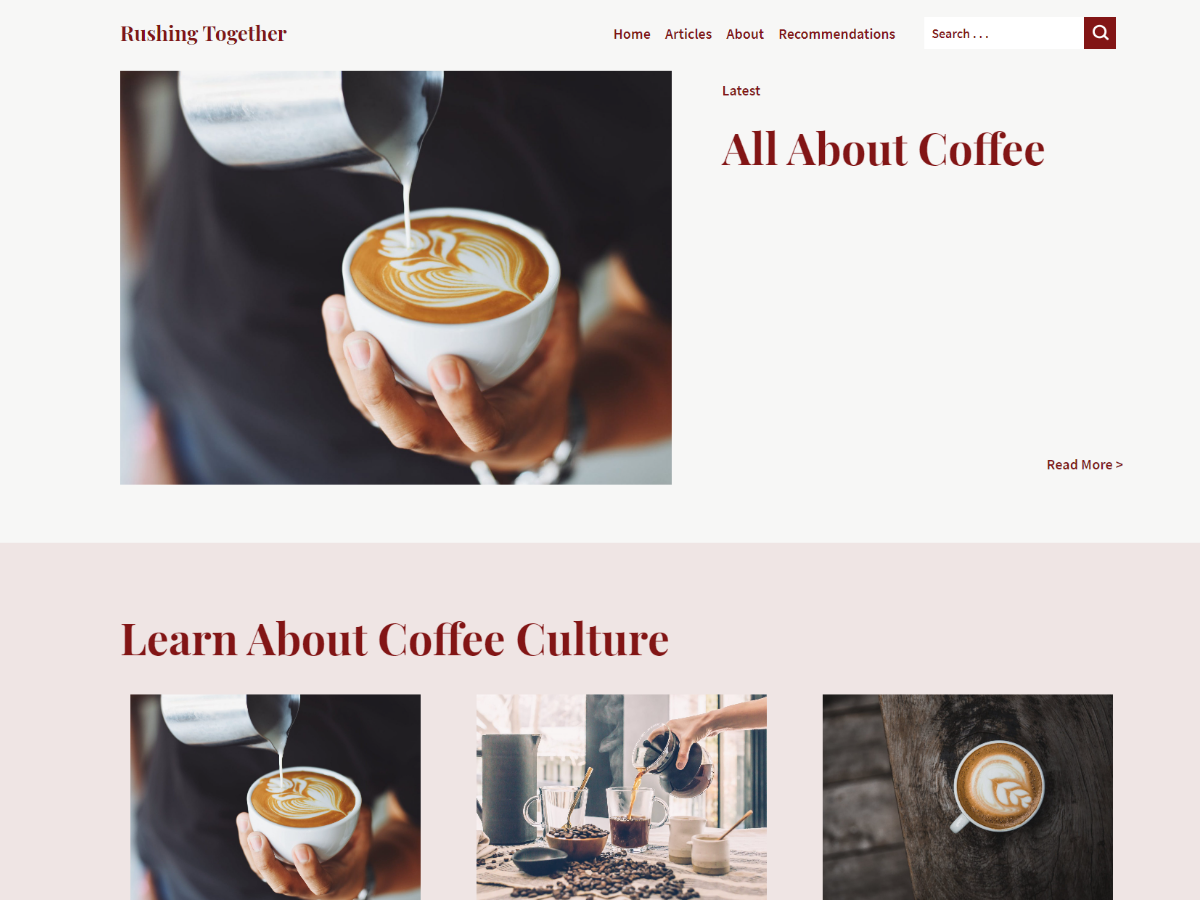 Rushing Together
Home Articles About Recommendations
Search . . .
Latest
All About Coffee
Read More >
Learn About Coffee Culture